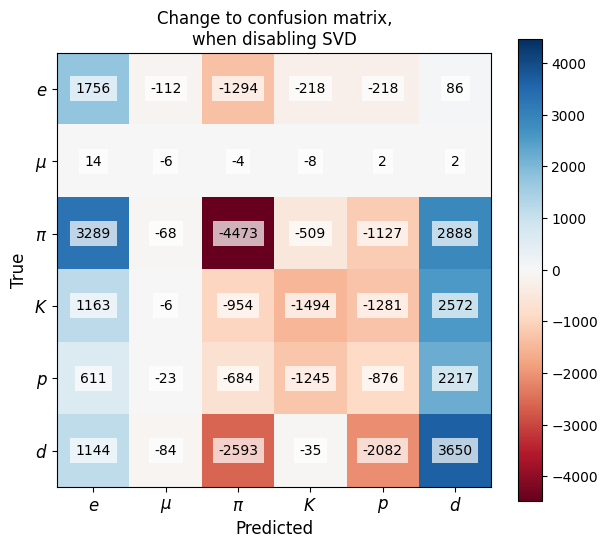 Change to confusion matrix,
when disabling SVD
True
e 1756 -112 -1294 -218 -218 86
μ 14 -6 -4 -8 2 2
π 3289 -68 -4473 -509 -1127 2888
K 1163 -6 -954 -1494 -1281 2572
p 611 -23 -684 -1245 -876 2217
d 1144 -84 -2593 -35 -2082 3650
e μ π K p d
Predicted
4000
3000
2000
1000
0
−1000
−2000
−3000
−4000